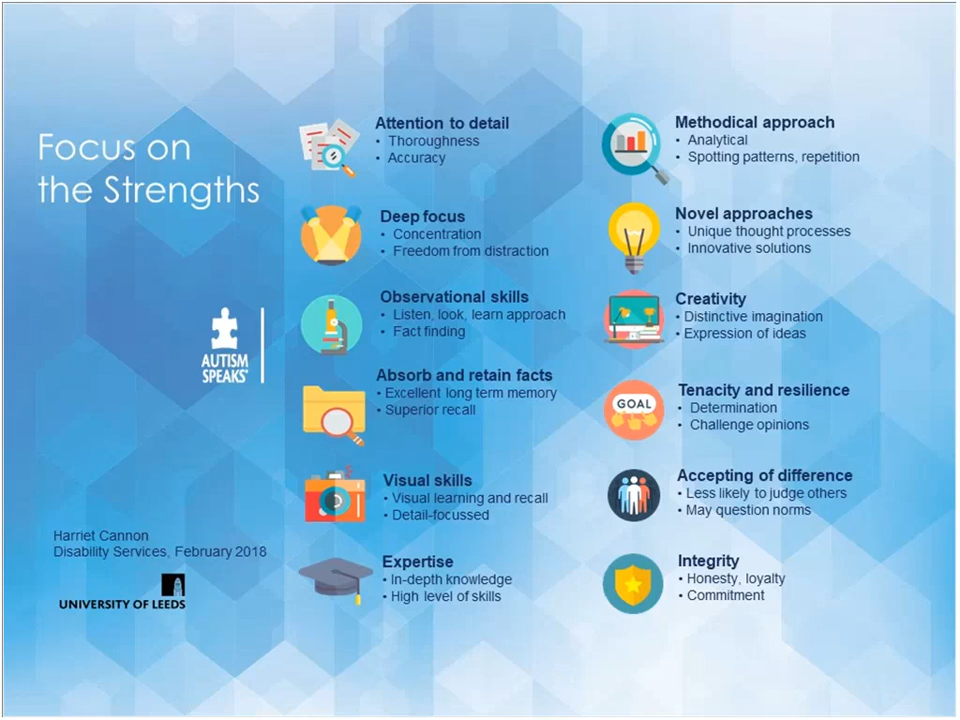 Focus on
the Strengths
AUTISM
SPEAKS®
Harriet Cannon
Disability Services, February 2018
UNIVERSITY OF LEEDS
Attention to detail
• Thoroughness
• Accuracy
Deep focus
• Concentration
• Freedom from distraction
Observational skills
• Listen, look, learn approach
• Fact finding
Absorb and retain facts
• Excellent long term memory
• Superior recall
Visual skills
• Visual learning and recall
• Detail-focussed
Expertise
• In-depth knowledge
• High level of skills
Methodical approach
• Analytical
• Spotting patterns, repetition
Novel approaches
• Unique thought processes
• Innovative solutions
Creativity
• Distinctive imagination
• Expression of ideas
GOAL
Tenacity and resilience
• Determination
• Challenge opinions
Accepting of difference
• Less likely to judge others
• May question norms
Integrity
• Honesty, loyalty
• Commitment